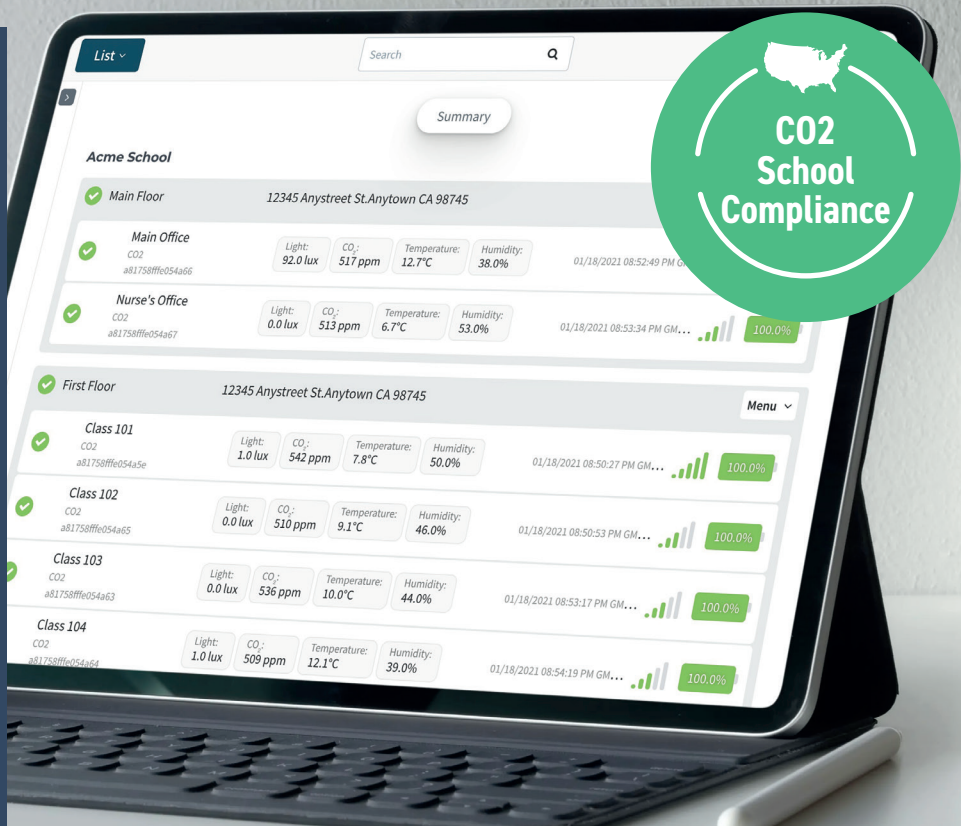 List
Search
Summary
CO2
School
Compliance
Acme School
Main Floor 12345 Anystreet St.Anytown CA 98745
Main Office
CO2
a81758fffe054a66
Light: CO₂: Temperature: Humidity:
92.0 lux 517 ppm 12.7°C 38.0%
01/18/2021 08:52:49 PM G
Nurse's Office
CO2
a81758fffe054a67
Light: CO₂: Temperature: Humidity:
0.0 lux 513 ppm 6.7°C 53.0%
01/18/2021 08:53:34 PM GM... 100.0%
First Floor 12345 Anystreet St.Anytown CA 98745 Menu
Class 101
CO2
a81758fffe054a5e
Light: CO₂: Temperature: Humidity:
1.0 lux 542 ppm 7.8°C 50.0%
01/18/2021 08:50:27 PM GM... 100.0%
Class 102
CO2
a81758fffe054a65
Light: CO₂: Temperature: Humidity:
0.0 lux 510 ppm 9.1°C 46.0%
01/18/2021 08:50:53 PM GM... 100.0%
Class 103
CO2
a81758fffe054a63
Light: CO₂: Temperature: Humidity:
0.0 lux 536 ppm 10.0°C 44.0%
01/18/2021 08:53:17 PM GM... 100.0%
Class 104
CO2
a81758fffe054a64
Light: CO₂: Temperature: Humidity:
1.0 lux 509 ppm 12.1°C 39.0%
01/18/2021 08:54:19 PM GM... 100.0%